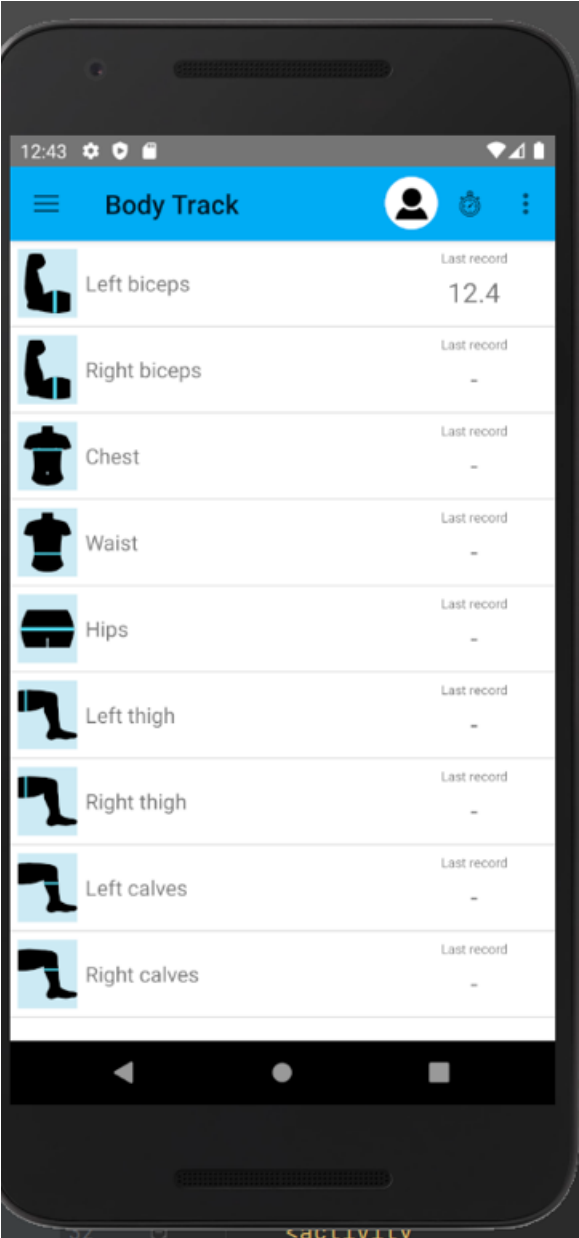 12:43
Body Track
Left biceps
Last record
12.4
Right biceps
Last record
-
Chest
Last record
-
Waist
Last record
-
Hips
Last record
-
Left thigh
Last record
-
Right thigh
Last record
-
Left calves
Last record
-
Right calves
Last record
-